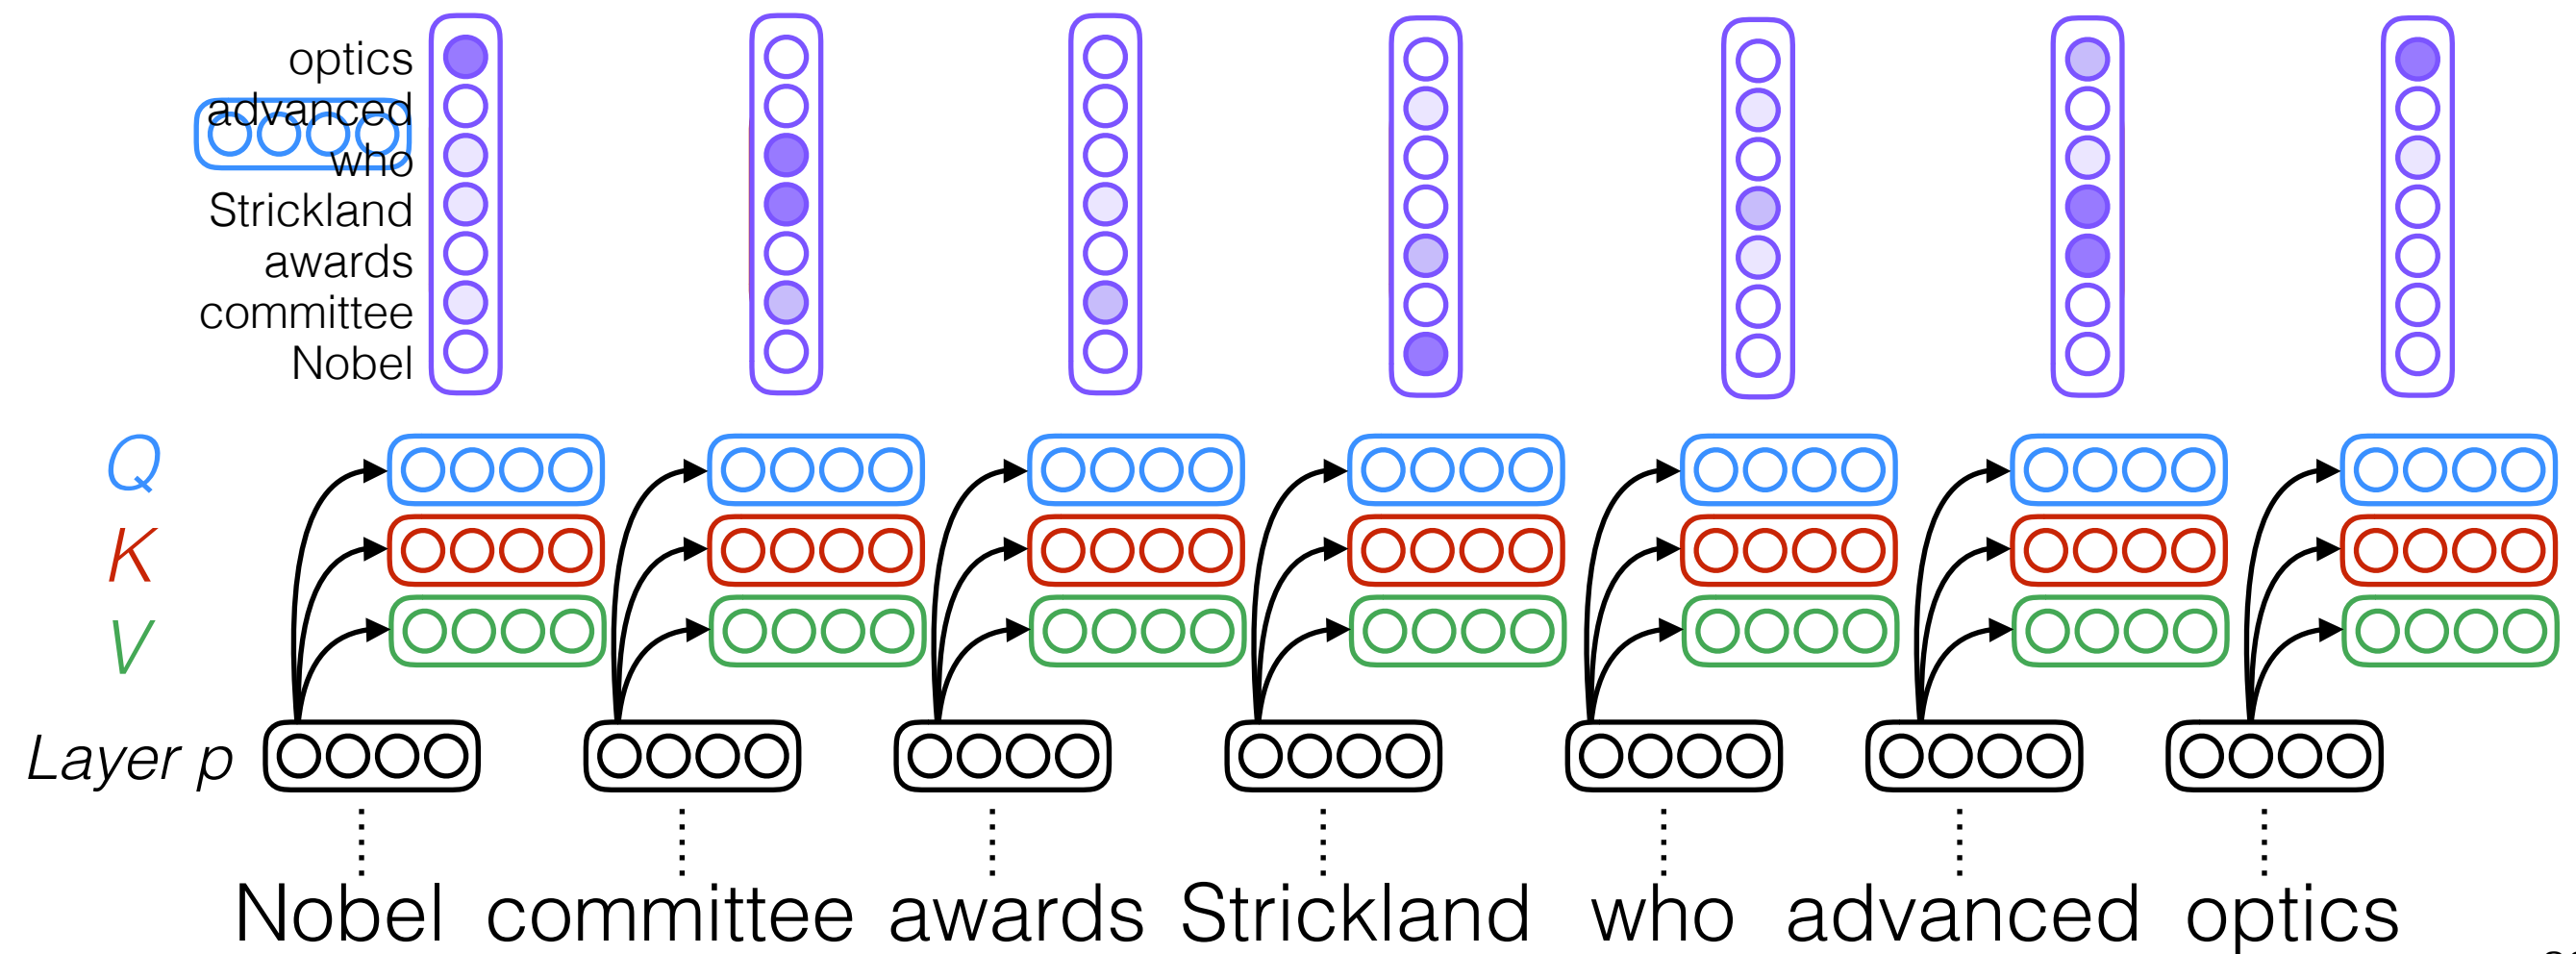 optics
advanced
who
Strickland
awards
committee
Nobel
Q
K
V
Layer p
Nobel committee awards Strickland who advanced optics